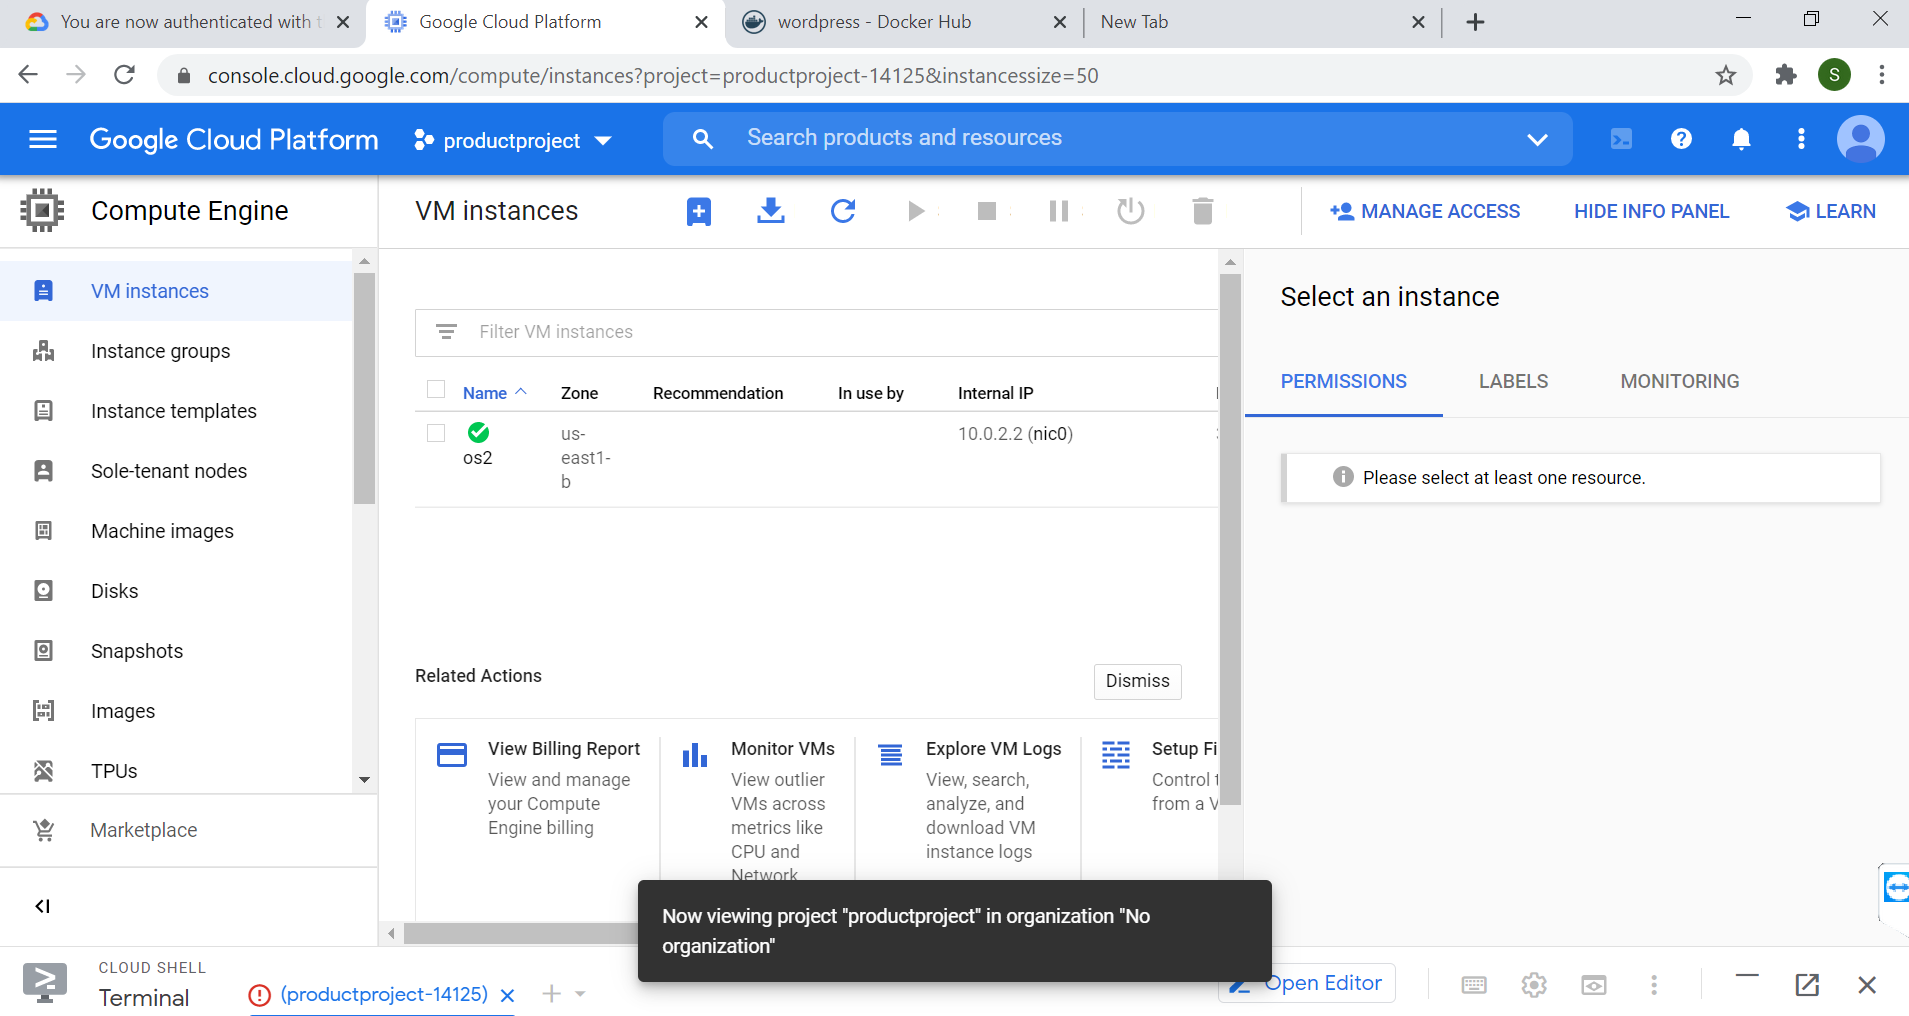 You are now authenticated with t
Google Cloud Platform
wordpress - Docker Hub
New Tab
console.cloud.google.com/compute/instances?project=productproject-14125&instancessize=50
S
Google Cloud Platform
productproject
Search products and resources
Compute Engine
VM instances
MANAGE ACCESS
HIDE INFO PANEL
LEARN
VM instances
Instance groups
Instance templates
Sole-tenant nodes
Machine images
Disks
Snapshots
Images
TPUs
Marketplace
Filter VM instances
Name Zone Recommendation In use by Internal IP
os2
us-
east1-
b
10.0.2.2 (nic0)
Select an instance
PERMISSIONS
LABELS
MONITORING
Please select at least one resource.
Related Actions
Dismiss
View Billing Report
View and manage
your Compute
Engine billing
Monitor VMs
View outlier
VMs across
metrics like
CPU and
Network
Explore VM Logs
View, search,
analyze, and
download VM
instance logs
Setup Fi
Control t
from a V
Now viewing project "productproject" in organization "No
organization"
CLOUD SHELL
Terminal
(productproject-14125)
Open Editor